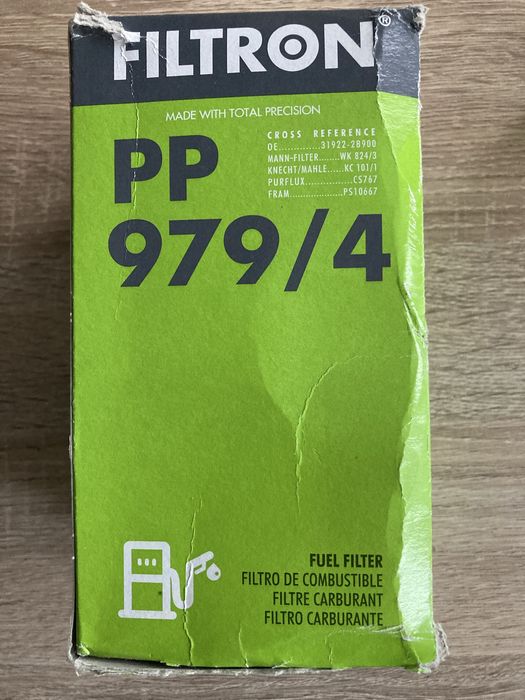 FILTRON®
MADE WITH TOTAL PRECISION
PP
979/4
CROSS REFERENCE
OE..............31922-2B900
MANN-FILTER.......WK 824/3
KNECHT/MAHLE......KC 101/1
PURFLUX................CS767
FRAM...................PS10667
FUEL FILTER
FILTRO DE COMBUSTIBLE
FILTRE CARBURANT
FILTRO CARBURANTE